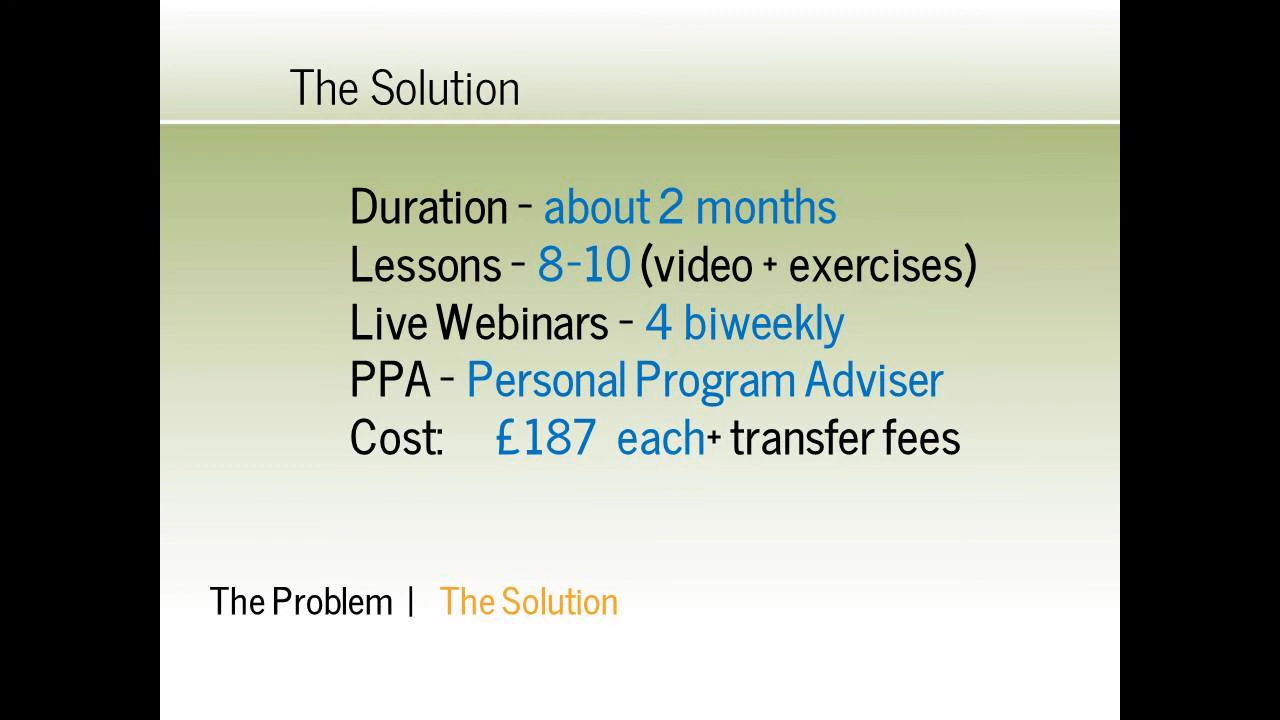 The Solution
Duration - about 2 months
Lessons - 8-10 (video + exercises)
Live Webinars - 4 biweekly
PPA - Personal Program Adviser
Cost: £187 each+ transfer fees
The Problem | The Solution